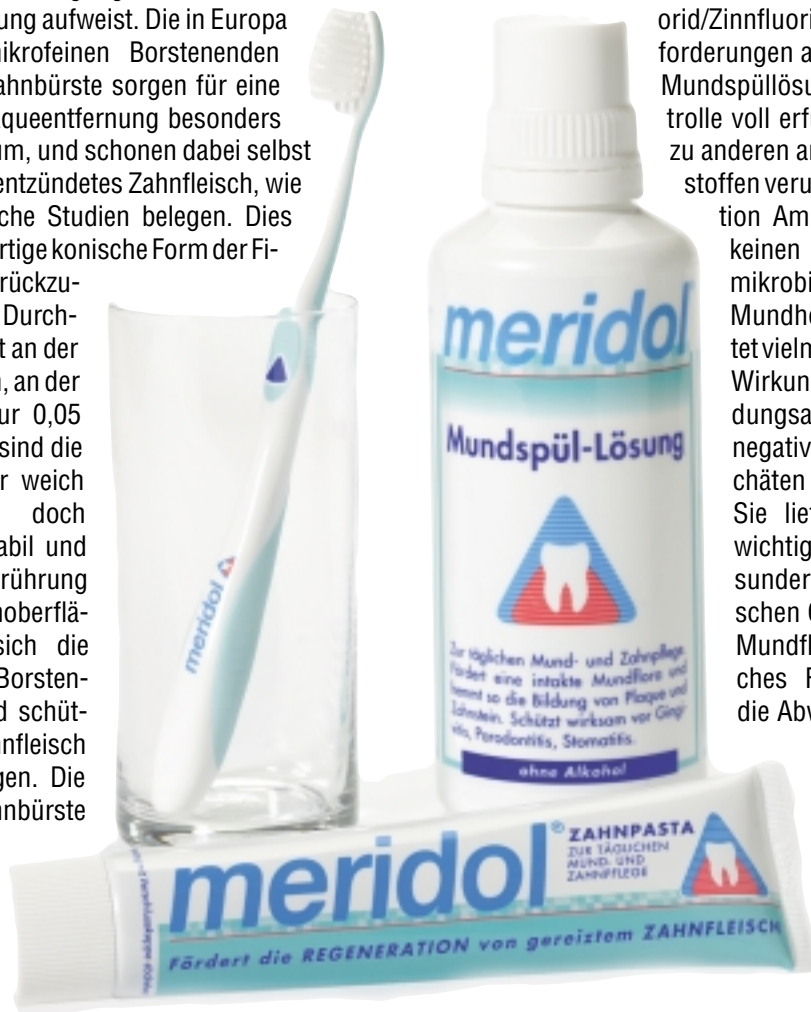 ung aufweist. Die in Europa
mikrofeinen Borstenenden
ahnbürste sorgen für eine
queentfernung besonders
um, und schonen dabei selbst
entzündetes Zahnfleisch, wie
che Studien belegen. Dies
rtige konische Form der Fi-
rückzu-
Durch-
t an der
, an der
ur 0,05
sind die
r weich
doch
abil und
rührung
noberflä-
sich die
Borsten-
d schüt-
nfleisch
gen. Die
nnbürste
orid/Zinnfluori
forderungen a
Mundspüllösu
trolle voll erf
zu anderen a
stoffen veru
tion Am
keinen
mikrobi
Mundh
tet vielm
Wirkun
dungsa
negativ
chäten
Sie lief
wichtig
sunder
schen
Mundfl
ches
die Abw
meridol
meridol
Mundspül-Lösung
Zur täglichen Mund- und Zahnpflege.
Fördert eine intakte Mundflora und
hemmt so die Bildung von Plaque und
Zahnstein. Schützt wirksam vor Gingi-
vitis, Parodontitis, Stomatitis.
ohne Alkohol
meridol®
ZAHNPASTA
ZUR TÄGLICHEN
MUND- UND
ZAHNPFLEGE
Fördert die REGENERATION von gereiztem ZAHNFLEISCH